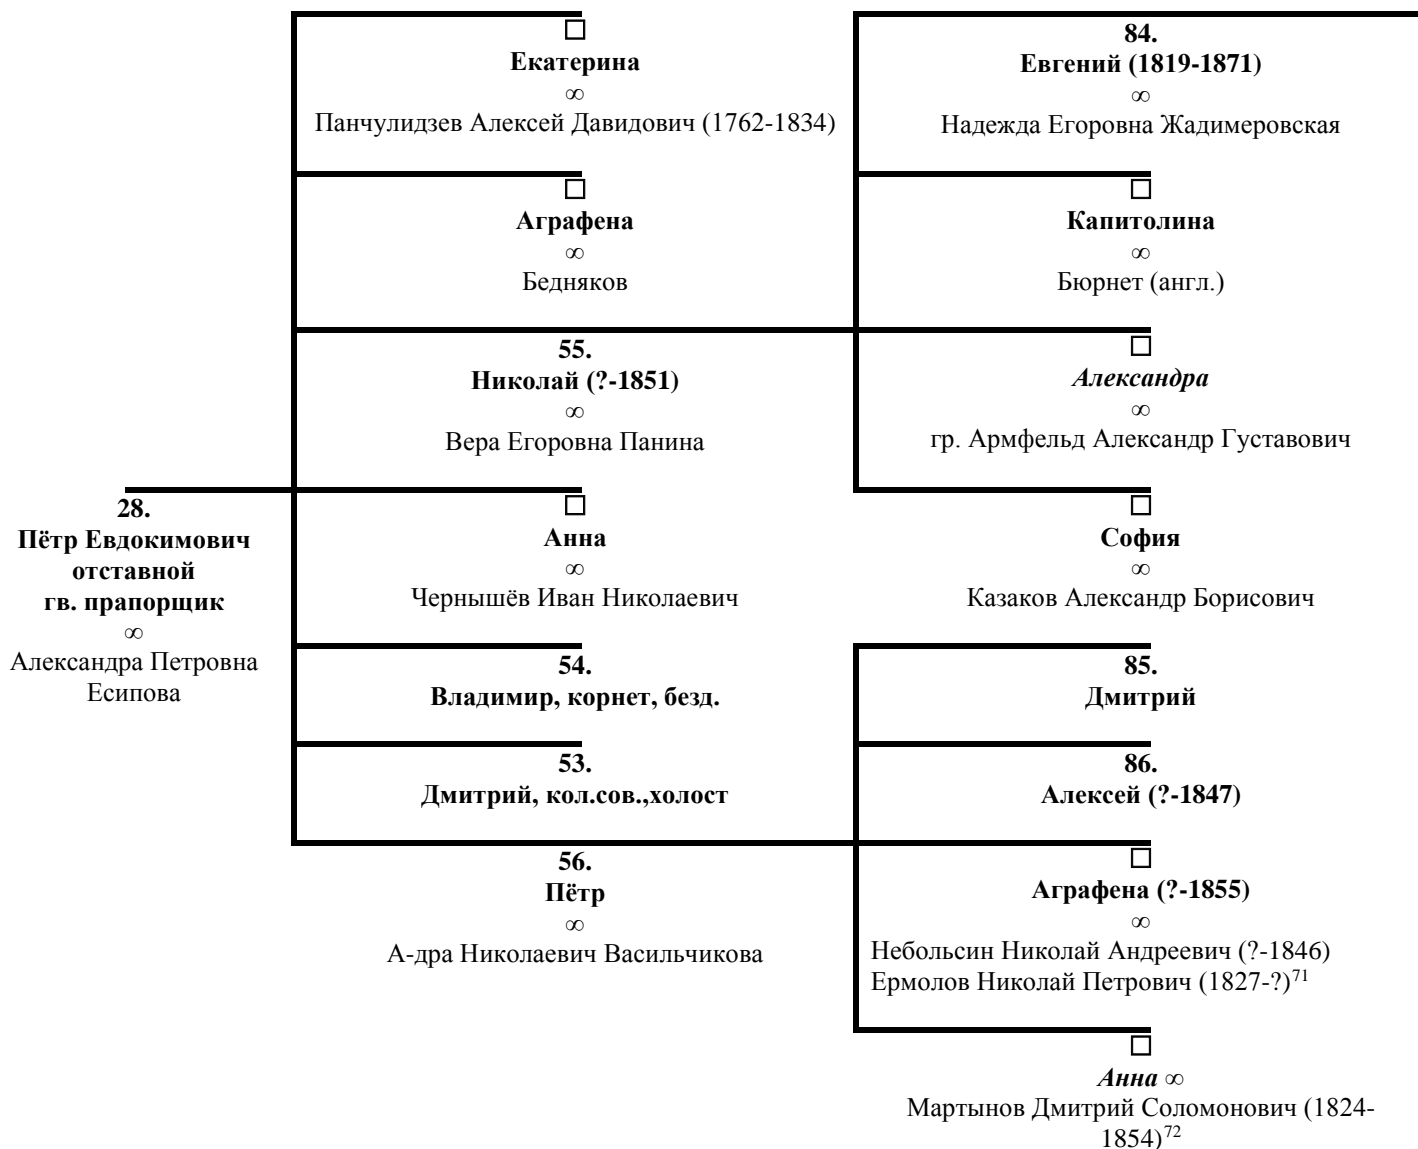 Екатерина
∞
Панчулидзев Алексей Давидович (1762-1834)
Аграфена
∞
Бедняков
55.
Николай (?-1851)
∞
Вера Егоровна Панина
28.
Пётр Евдокимович
отставной
гв. прапорщик
∞
Александра Петровна
Есипова
Анна
∞
Чернышёв Иван Николаевич
54.
Владимир, корнет, безд.
53.
Дмитрий, кол.сов.,холост
56.
Пётр
∞
А-дра Николаевич Васильчикова
84.
Евгений (1819-1871)
∞
Надежда Егоровна Жадимеровская
Капитолина
∞
Бюрнет (англ.)
Александра
∞
гр. Армфельд Александр Густавович
София
∞
Казаков Александр Борисович
85.
Дмитрий
86.
Алексей (?-1847)
Аграфена (?-1855)
∞
Небольсин Николай Андреевич (?-1846)
Ермолов Николай Петрович (1827-?)71
Анна ∞
Мартынов Дмитрий Соломонович (1824-
1854)72